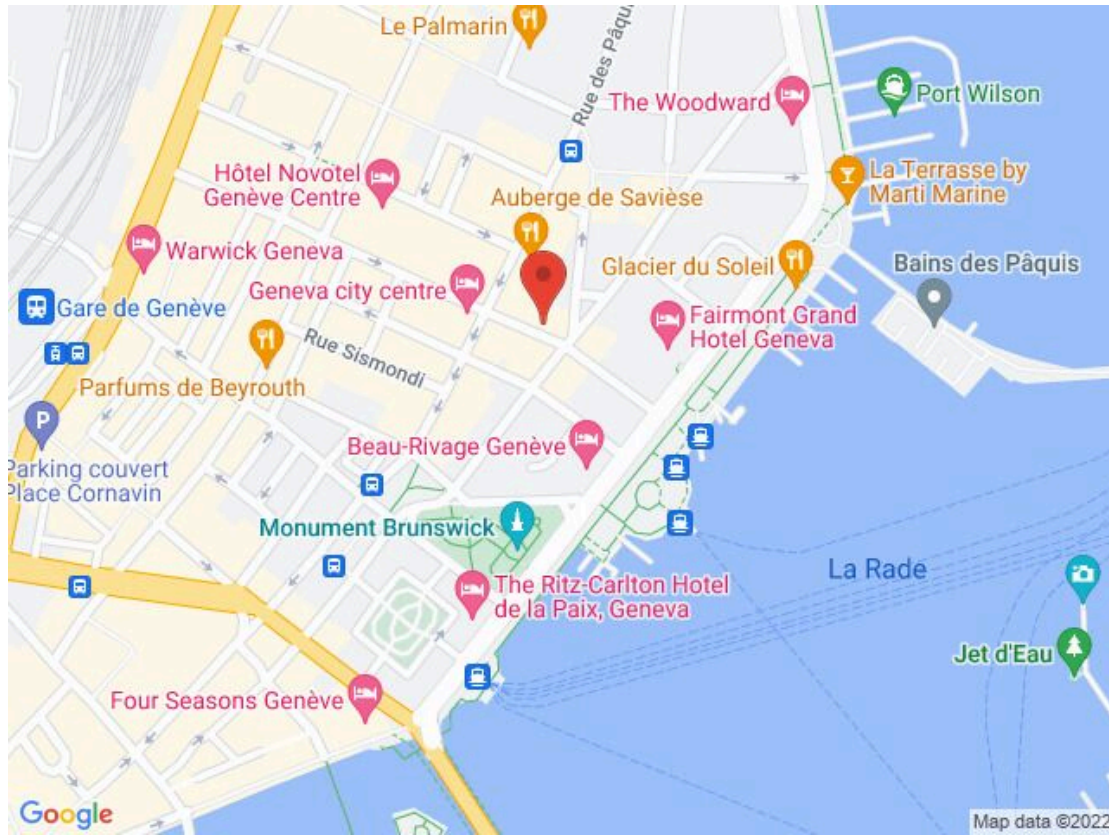 Le Palmarin
Rue des Pâqu
The Woodward
Port Wilson
Hôtel Novotel
Genève Centre
Auberge de Savièse
La Terrasse by
Marti Marine
Warwick Geneva
Geneva city centre
Glacier du Soleil
Bains des Pâquis
Gare de Genève
Fairmont Grand
Hotel Geneva
Rue Sismondi
Parfums de Beyrouth
P
Parking couvert
Place Cornavin
Beau-Rivage Genève
Monument Brunswick
La Rade
The Ritz-Carlton Hotel
de la Paix, Geneva
Jet d'Eau
Four Seasons Genève
Google
Map data ©2022